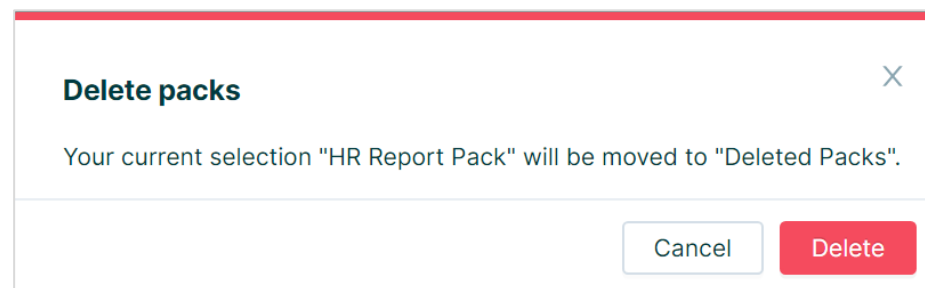 Delete packs
Your current selection "HR Report Pack" will be moved to "Deleted Packs".
Cancel
Delete